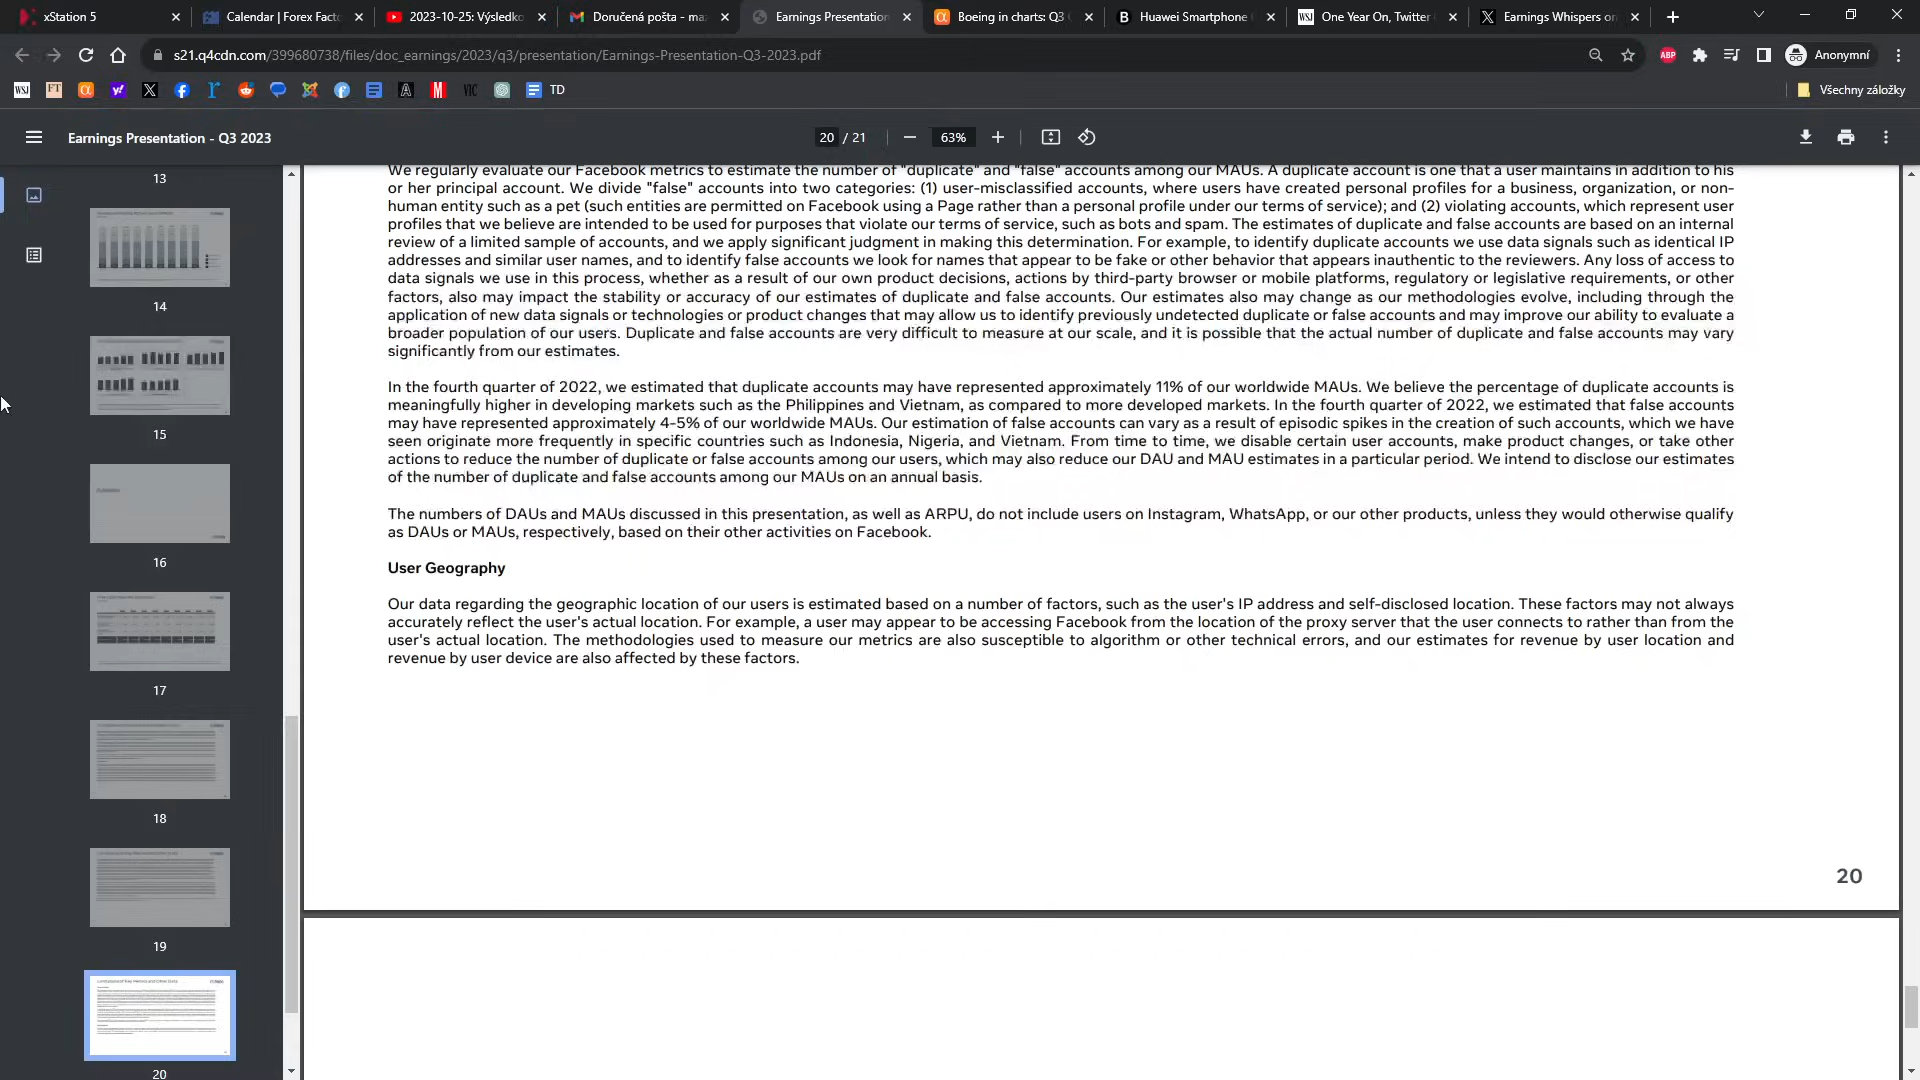 xStation 5
Calendar | Forex Facto
2023-10-25: Výsledko
Doručená pošta - ma
Earnings Presentation
Boeing in charts: Q3
Huawei Smartphone
One Year On, Twitter
Earnings Whispers on
s21.q4cdn.com/399680738/files/doc_earnings/2023/q3/presentation/Earnings-Presentation-Q3-2023.pdf
ABP
Anonymní
WSJ
FT
VIC
TD
Všechny záložky
Earnings Presentation - Q3 2023
20 / 21
63%
13
14
15
16
17
18
19
20
We regularly evaluate our Facebook metrics to estimate the number of "duplicate" and "false" accounts among our MAUs. A duplicate account is one that a user maintains in addition to his
or her principal account. We divide "false" accounts into two categories: (1) user-misclassified accounts, where users have created personal profiles for a business, organization, or non-
human entity such as a pet (such entities are permitted on Facebook using a Page rather than a personal profile under our terms of service); and (2) violating accounts, which represent user
profiles that we believe are intended to be used for purposes that violate our terms of service, such as bots and spam. The estimates of duplicate and false accounts are based on an internal
review of a limited sample of accounts, and we apply significant judgment in making this determination. For example, to identify duplicate accounts we use data signals such as identical IP
addresses and similar user names, and to identify false accounts we look for names that appear to be fake or other behavior that appears inauthentic to the reviewers. Any loss of access to
data signals we use in this process, whether as a result of our own product decisions, actions by third-party browser or mobile platforms, regulatory or legislative requirements, or other
factors, also may impact the stability or accuracy of our estimates of duplicate and false accounts. Our estimates also may change as our methodologies evolve, including through the
application of new data signals or technologies or product changes that may allow us to identify previously undetected duplicate or false accounts and may improve our ability to evaluate a
broader population of our users. Duplicate and false accounts are very difficult to measure at our scale, and it is possible that the actual number of duplicate and false accounts may vary
significantly from our estimates.
In the fourth quarter of 2022, we estimated that duplicate accounts may have represented approximately 11% of our worldwide MAUs. We believe the percentage of duplicate accounts is
meaningfully higher in developing markets such as the Philippines and Vietnam, as compared to more developed markets. In the fourth quarter of 2022, we estimated that false accounts
may have represented approximately 4-5% of our worldwide MAUs. Our estimation of false accounts can vary as a result of episodic spikes in the creation of such accounts, which we have
seen originate more frequently in specific countries such as Indonesia, Nigeria, and Vietnam. From time to time, we disable certain user accounts, make product changes, or take other
actions to reduce the number of duplicate or false accounts among our users, which may also reduce our DAU and MAU estimates in a particular period. We intend to disclose our estimates
of the number of duplicate and false accounts among our MAUs on an annual basis.
The numbers of DAUs and MAUs discussed in this presentation, as well as ARPU, do not include users on Instagram, WhatsApp, or our other products, unless they would otherwise qualify
as DAUs or MAUs, respectively, based on their other activities on Facebook.
User Geography
Our data regarding the geographic location of our users is estimated based on a number of factors, such as the user's IP address and self-disclosed location. These factors may not always
accurately reflect the user's actual location. For example, a user may appear to be accessing Facebook from the location of the proxy server that the user connects to rather than from the
user's actual location. The methodologies used to measure our metrics are also susceptible to algorithm or other technical errors, and our estimates for revenue by user location and
revenue by user device are also affected by these factors.
20